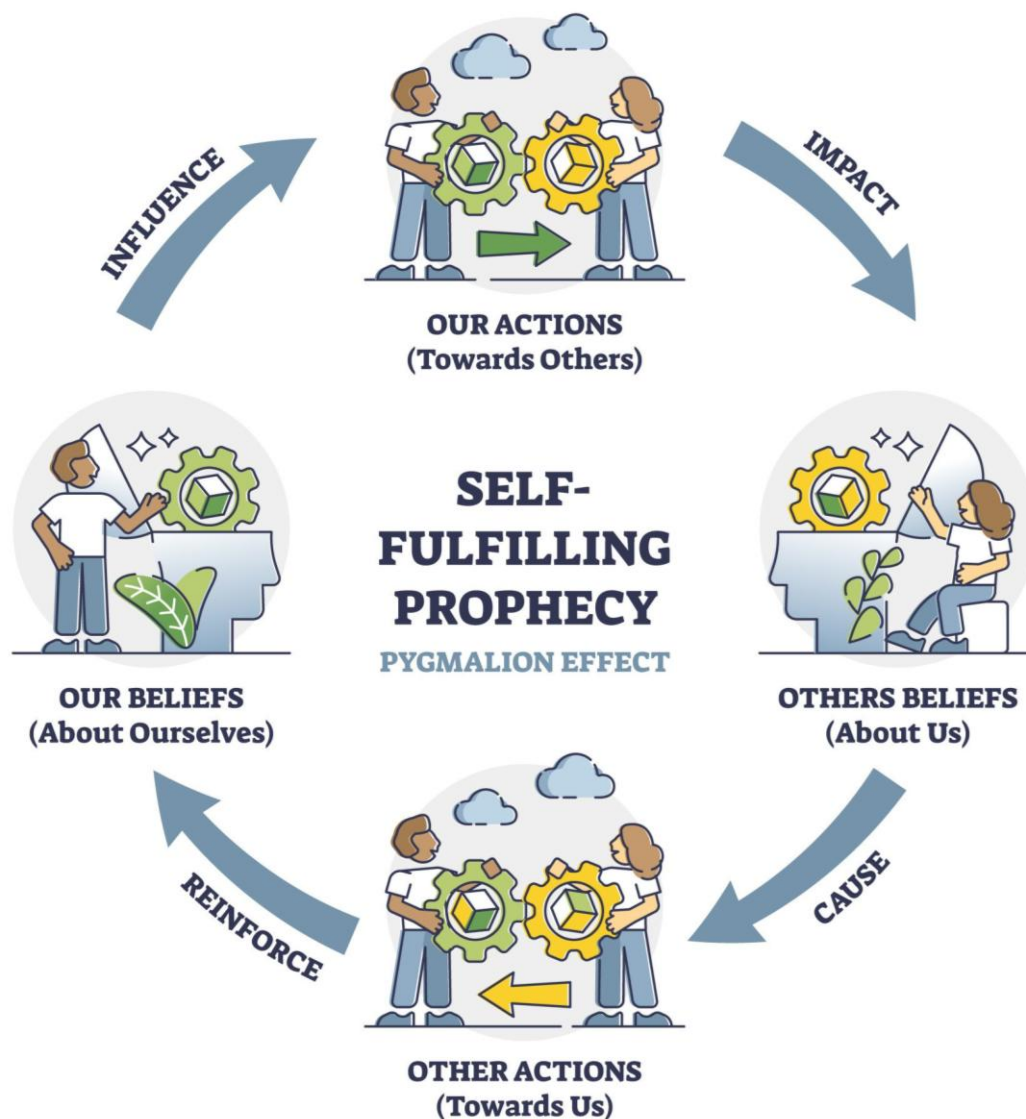 INFLUENCE
IMPACT
OUR ACTIONS
(Towards Others)
SELF-
FULFILLING
PROPHECY
PYGMALION EFFECT
OUR BELIEFS
(About Ourselves)
OTHERS BELIEFS
(About Us)
REINFORCE
CAUSE
OTHER ACTIONS
(Towards Us)